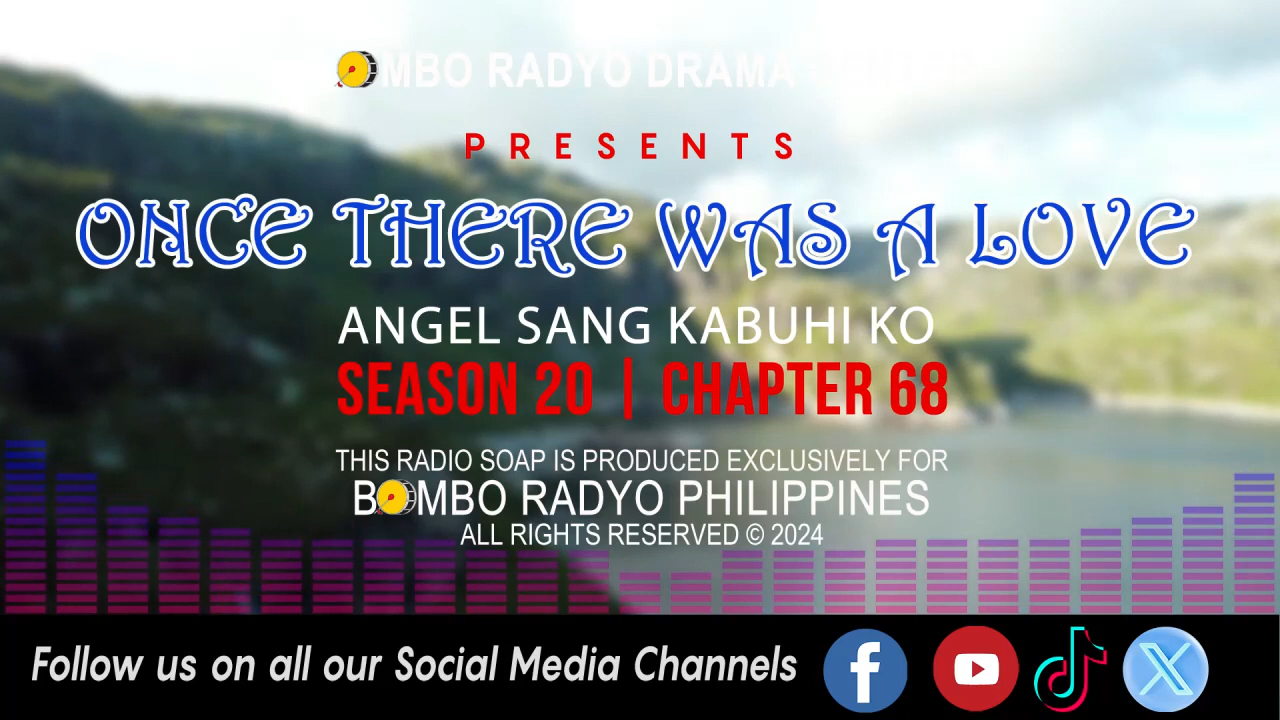 BOMBO RADYO DRAMA
PRESENTS
ONCE THERE WAS A LOVE
ANGEL SANG KABUHI KO
SEASON 20 | CHAPTER 68
THIS RADIO SOAP IS PRODUCED EXCLUSIVELY FOR
BOMBO RADYO PHILIPPINES
ALL RIGHTS RESERVED © 2024
Follow us on all our Social Media Channels